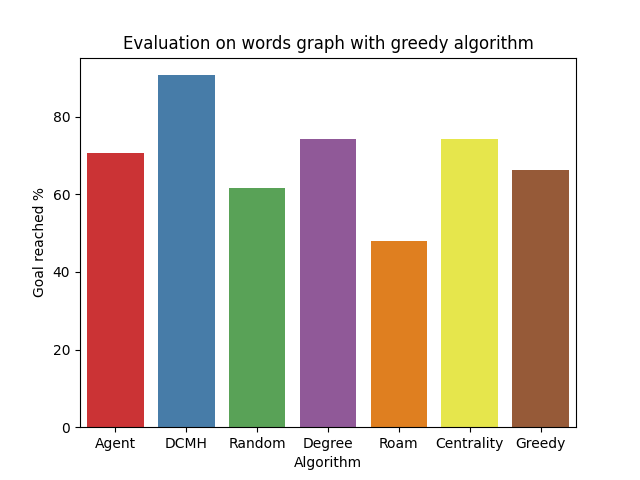 Evaluation on words graph with greedy algorithm
Goal reached %
80
60
40
20
0
Agent DCMH Random Degree Roam Centrality Greedy
Algorithm